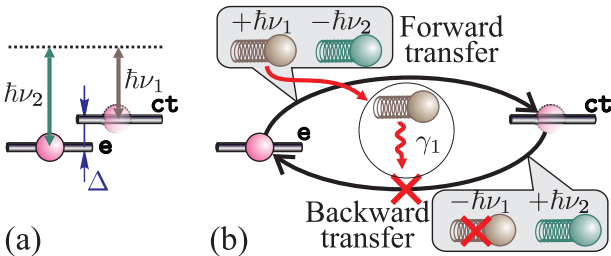 ħν₂
ħν₁
ct
e
Δ
(a)
+ħν₁
−ħν₂
Forward
transfer
ct
γ₁
e
Backward
transfer
−ħν₁
+ħν₂
(b)